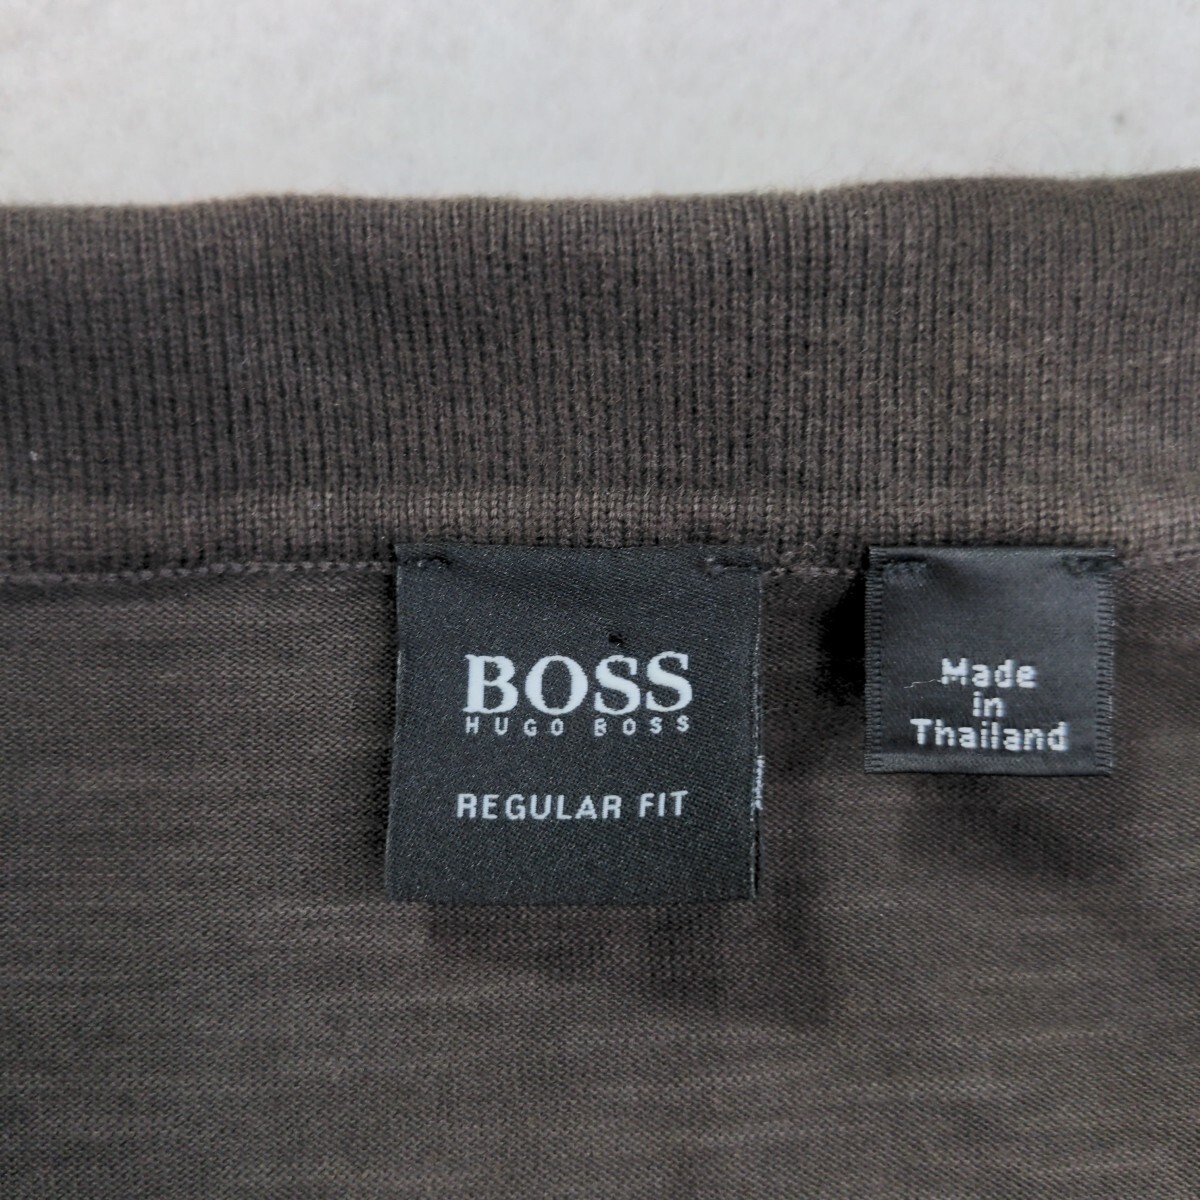 BOSS
HUGO BOSS
REGULAR FIT
Made
in
Thailand